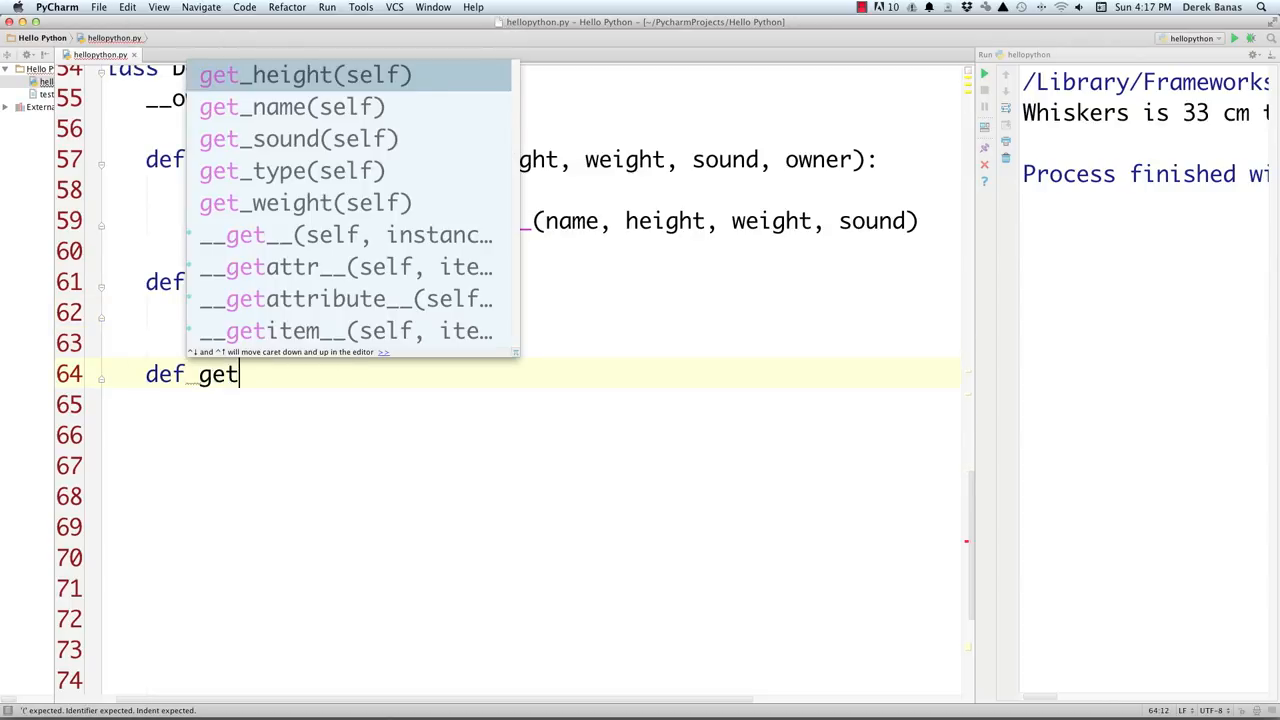 PyCharm File Edit View Navigate Code Refactor Run Tools VCS Window Help 10 Sun 4:17 PM Derek Banas
hellopython.py - Hello Python - [~/PycharmProjects/Hello Python]
Hello Python hellopython.py hellopython
hellopython.py Run hellopython
Hello P
hell
test
Extern
54 lass D
55 __ow
56
57 def ght, weight, sound, owner):
58
59 _(name, height, weight, sound)
60
61 def
62
63
64 def get
65
66
67
68
69
70
71
72
73
74
get_height(self)
get_name(self)
get_sound(self)
get_type(self)
get_weight(self)
__get__(self, instanc…
__getattr__(self, ite…
__getattribute__(self…
__getitem__(self, ite…
^↓ and ^↑ will move caret down and up in the editor >>
/Library/Frameworks
Whiskers is 33 cm t
Process finished wi
'(' expected. Identifier expected. Indent expected. 64:12 LF UTF-8